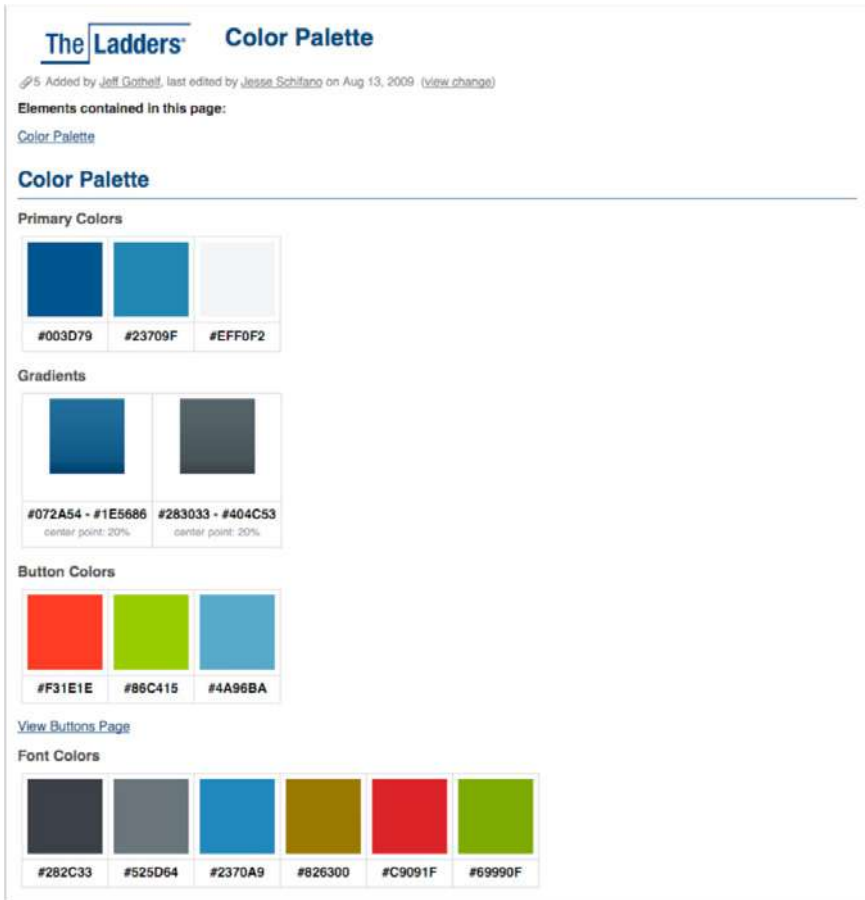 The Ladders®
Color Palette
5 Added by Jeff Gothelf, last edited by Jesse Schifano on Aug 13, 2009 (view change)
Elements contained in this page:
Color Palette
Color Palette
Primary Colors
#003D79 #23709F #EFF0F2
Gradients
#072A54 - #1E5686 #283033 - #404C53
center point: 20% center point: 20%
Button Colors
#F31E1E #86C415 #4A96BA
View Buttons Page
Font Colors
#282C33 #525D64 #2370A9 #826300 #C9091F #69990F